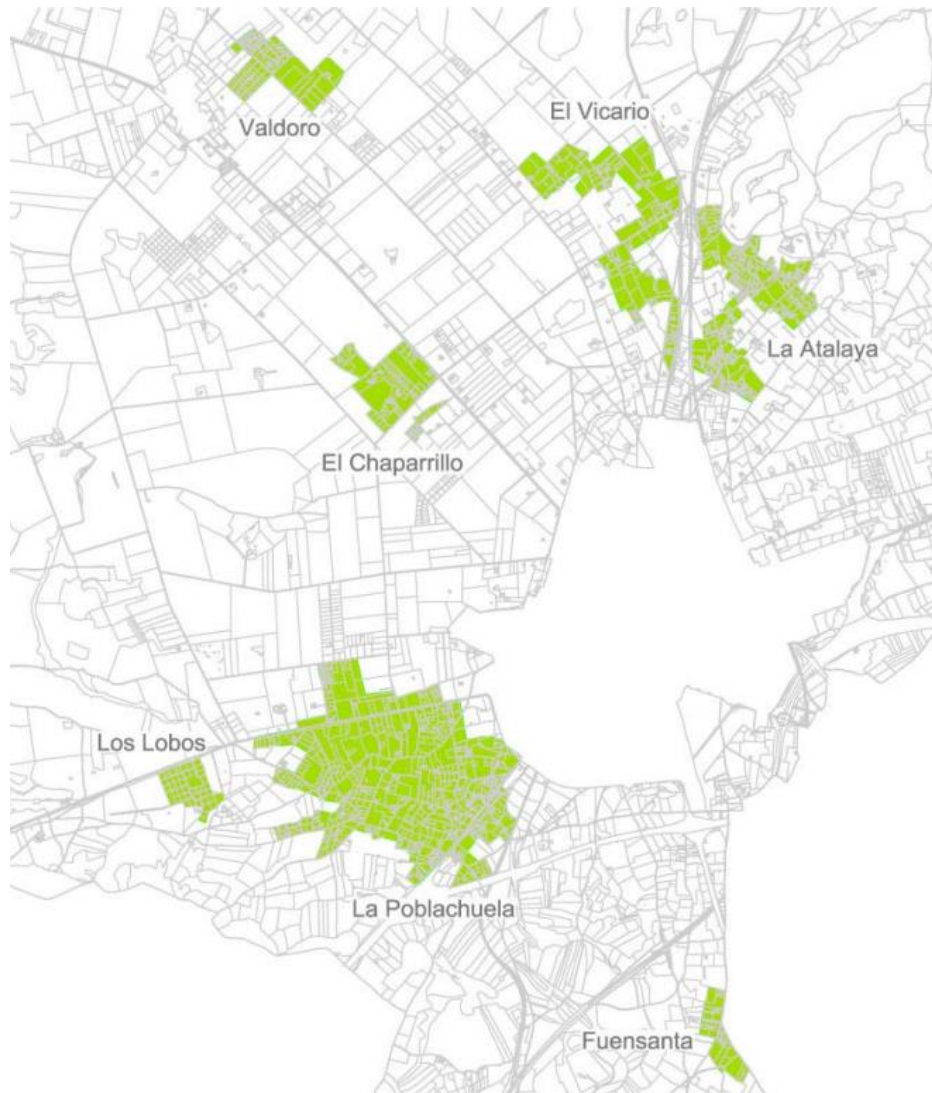 El Vicario
Valdoro
La Atalaya
El Chaparrillo
Los Lobos
La Poblachuela
Fuensanta